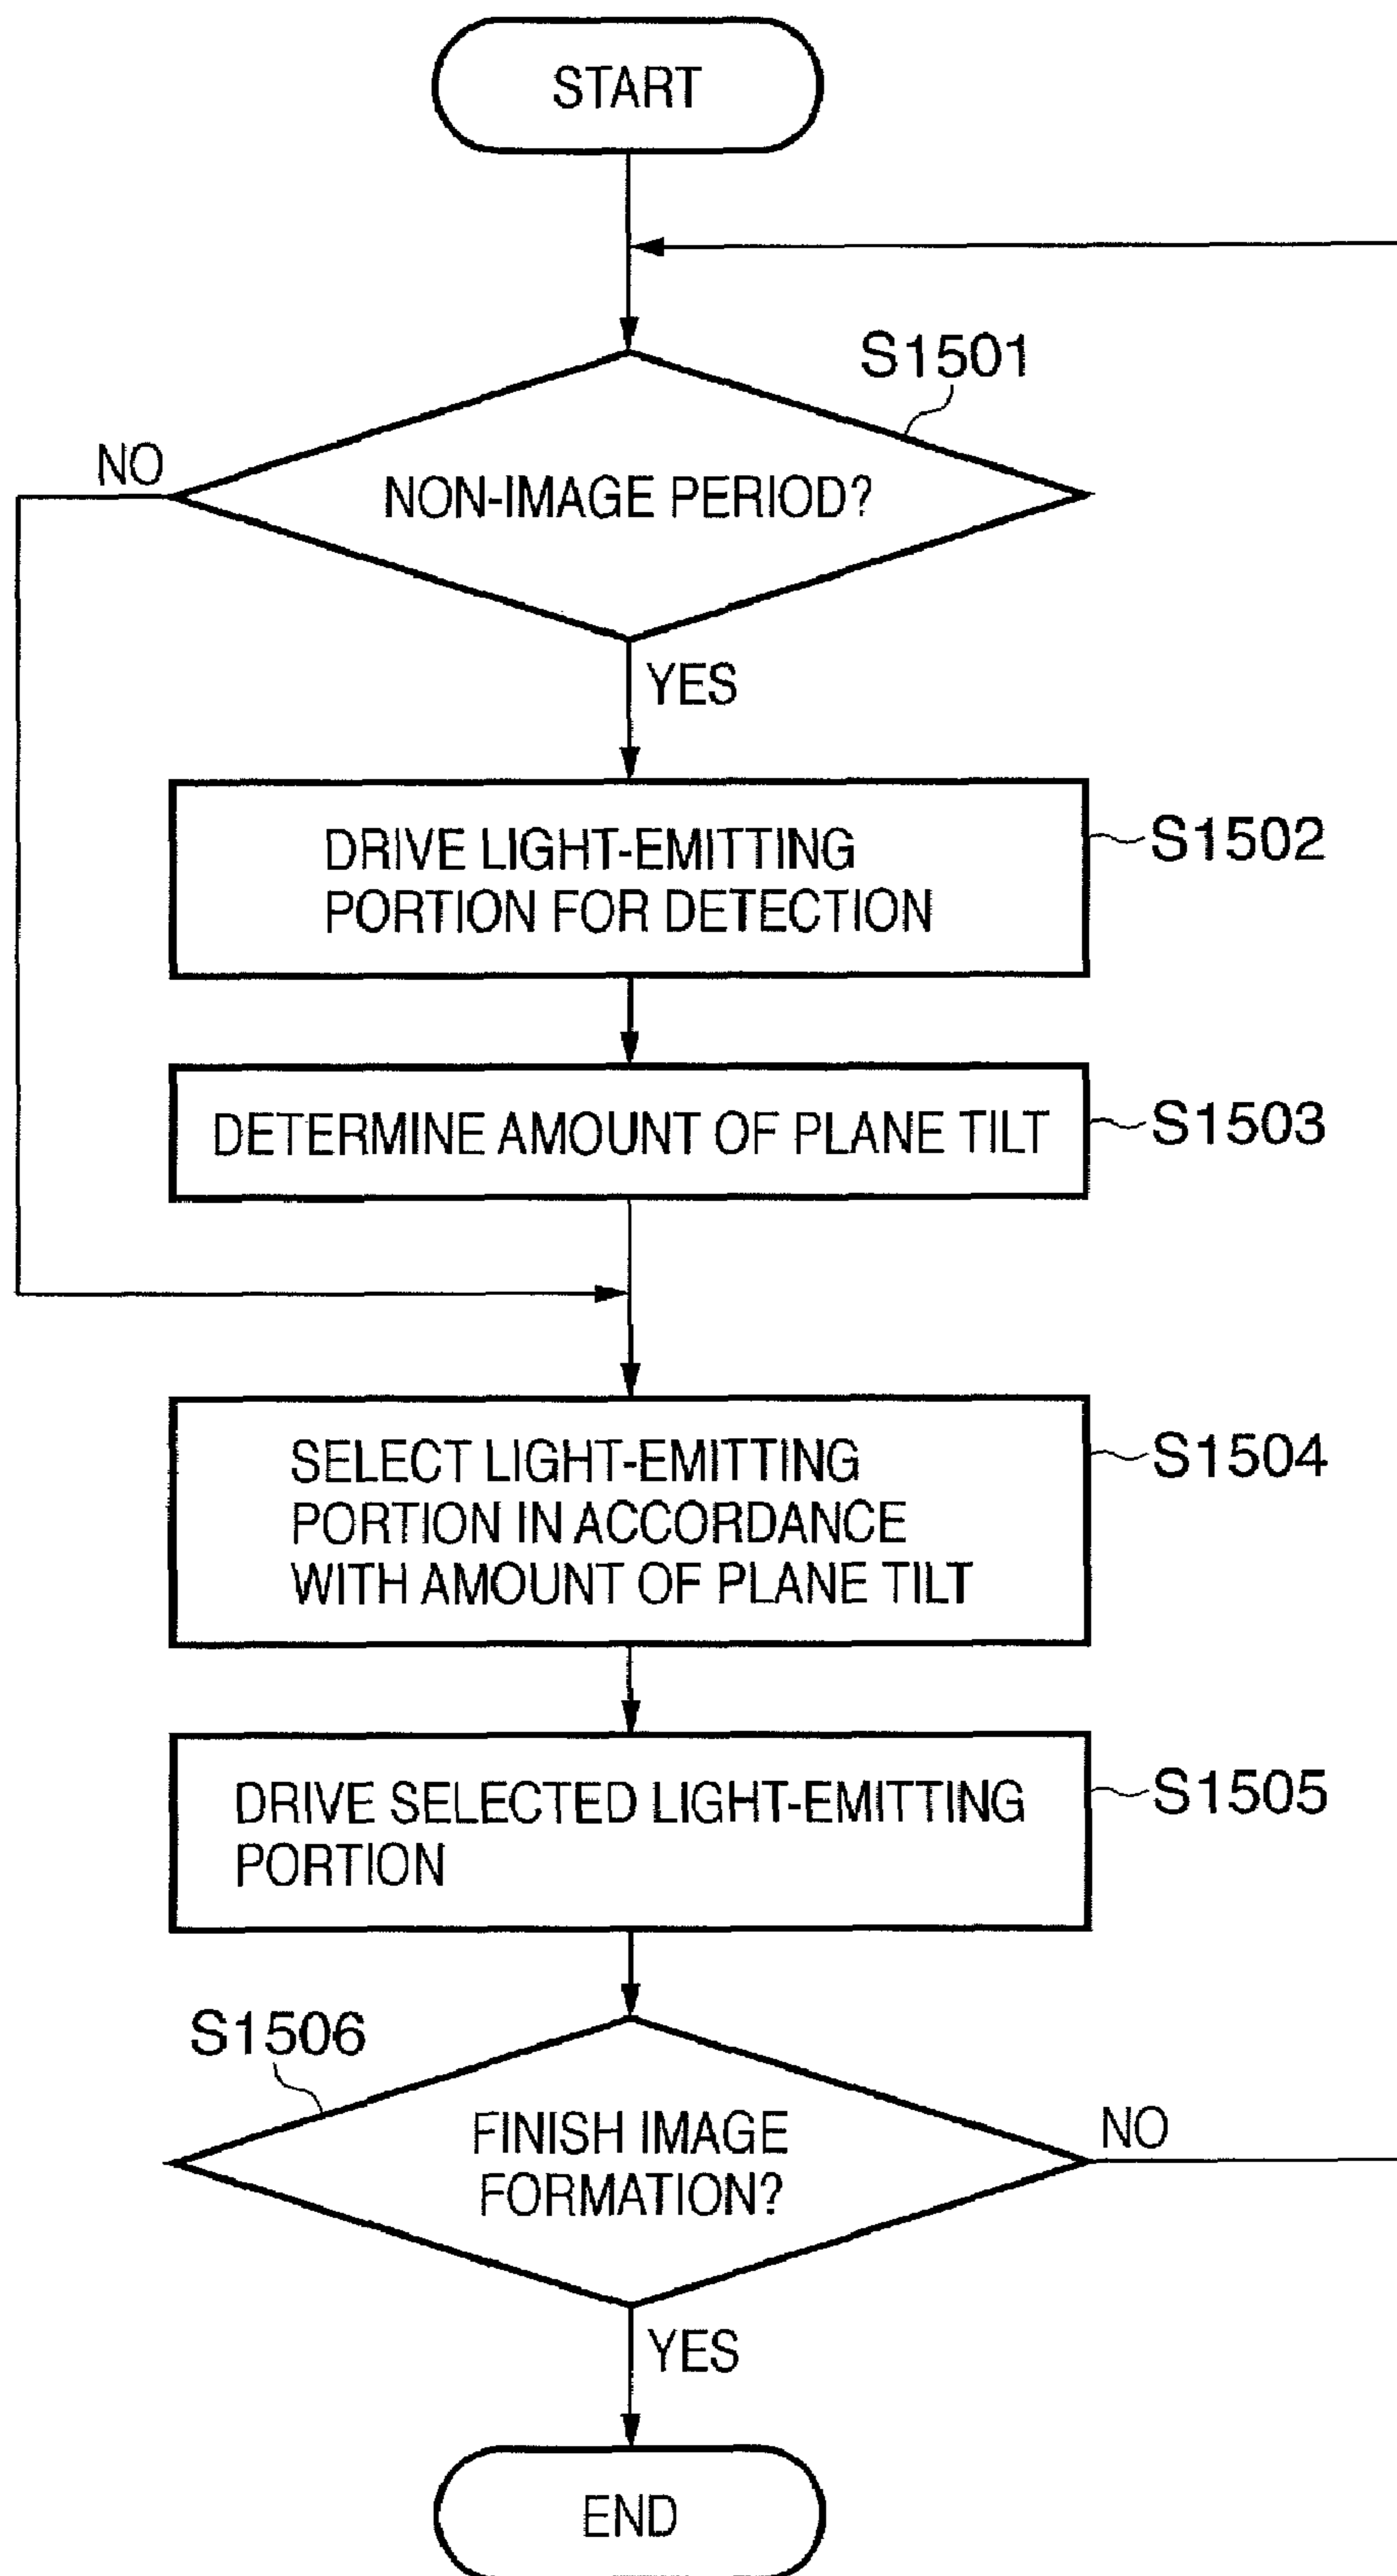 START
S1501
NO
NON-IMAGE PERIOD?
YES
DRIVE LIGHT-EMITTING
PORTION FOR DETECTION
S1502
DETERMINE AMOUNT OF PLANE TILT
S1503
SELECT LIGHT-EMITTING
PORTION IN ACCORDANCE
WITH AMOUNT OF PLANE TILT
S1504
DRIVE SELECTED LIGHT-EMITTING
PORTION
S1505
S1506
FINISH IMAGE
FORMATION?
NO
YES
END